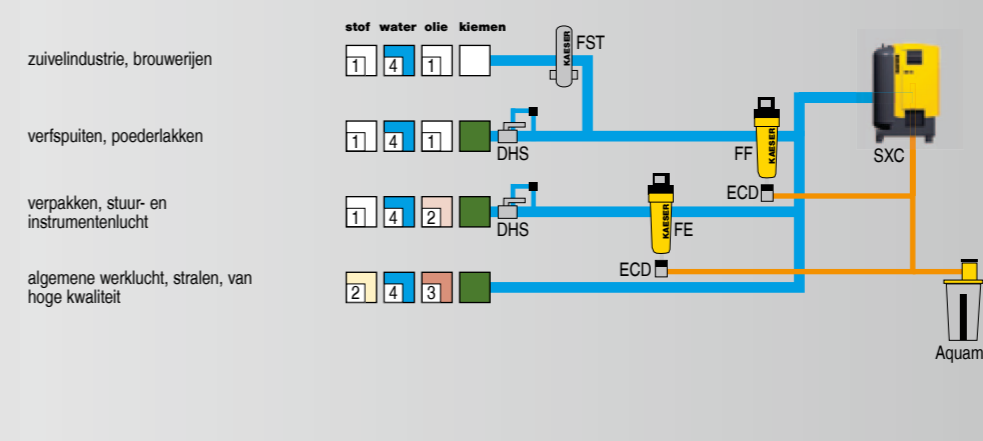 stof water olie kiemen
zuivelindustrie, brouwerijen
1 4 1
KAESER
FST
verfspuiten, poederlakken
1 4 1
DHS
FF
KAESER
SXC
verpakken, stuur- en
instrumentenlucht
1 4 2
DHS
KAESER
FE
ECD
algemene werklucht, stralen, van
hoge kwaliteit
2 4 3
ECD
Aquam